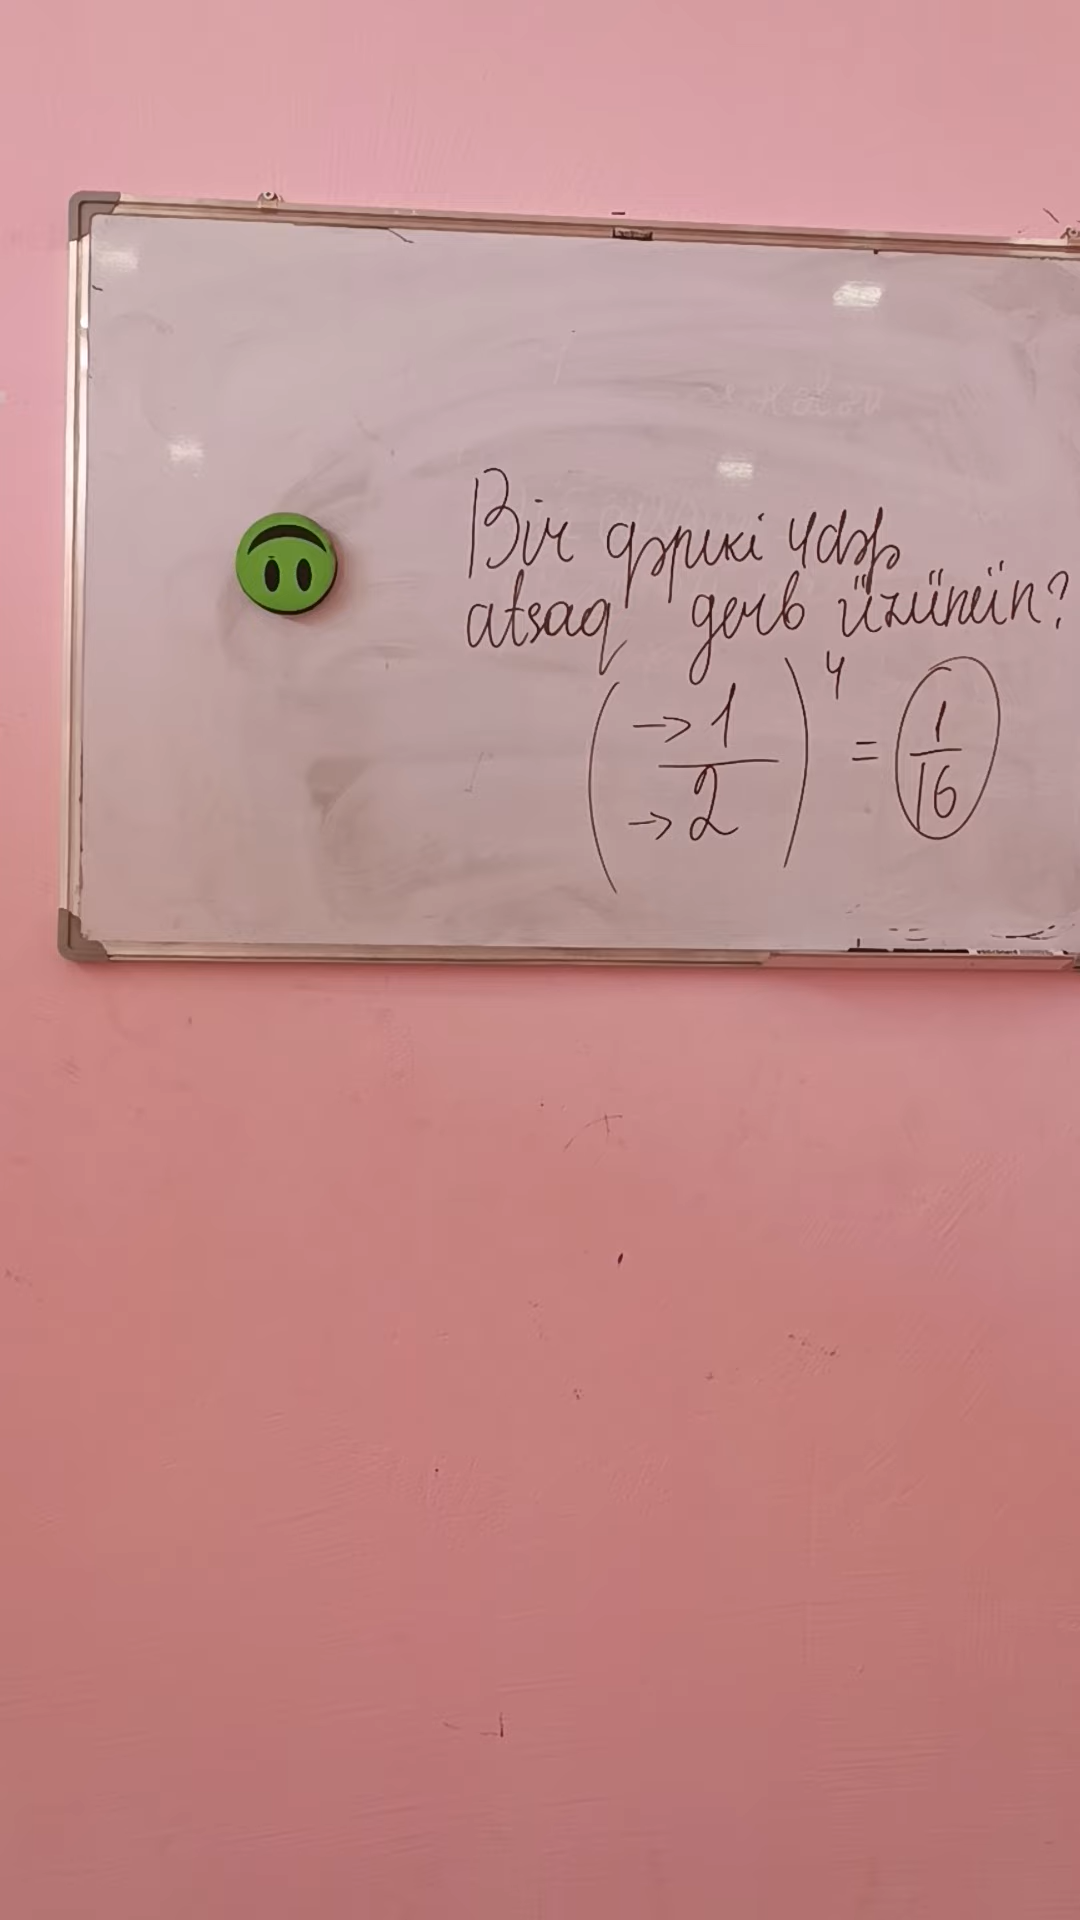 Bir qəpiki 4dəfə
atsaq gerb üzünün?
(→1/→2)⁴ = 1/16